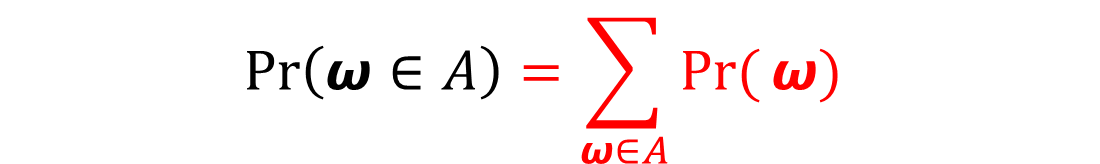 Pr(𝝎 ∈ A) = ∑ Pr( 𝝎)
𝝎∈A